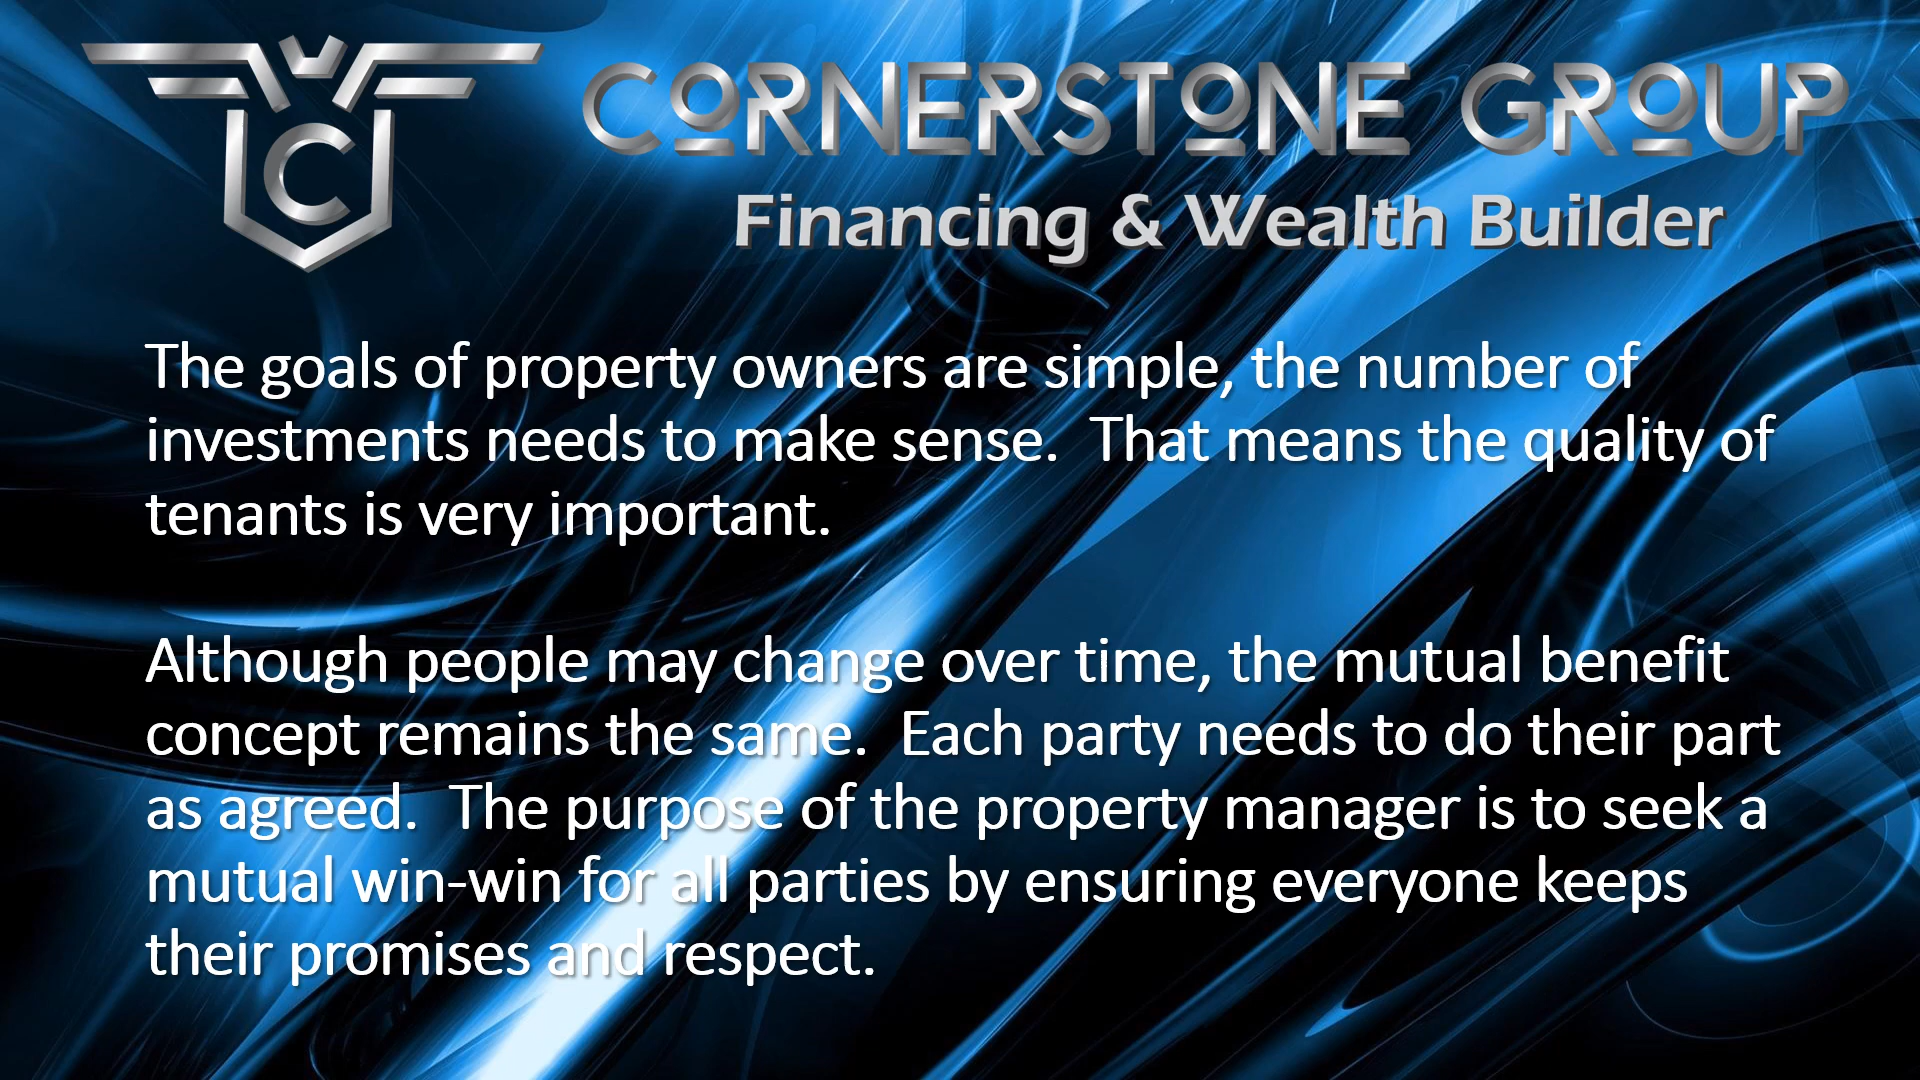 C
CORNERSTONE GROUP
Financing & Wealth Builder
The goals of property owners are simple, the number of
investments needs to make sense.  That means the quality of
tenants is very important.
Although people may change over time, the mutual benefit
concept remains the same.  Each party needs to do their part
as agreed.  The purpose of the property manager is to seek a
mutual win-win for all parties by ensuring everyone keeps
their promises and respect.